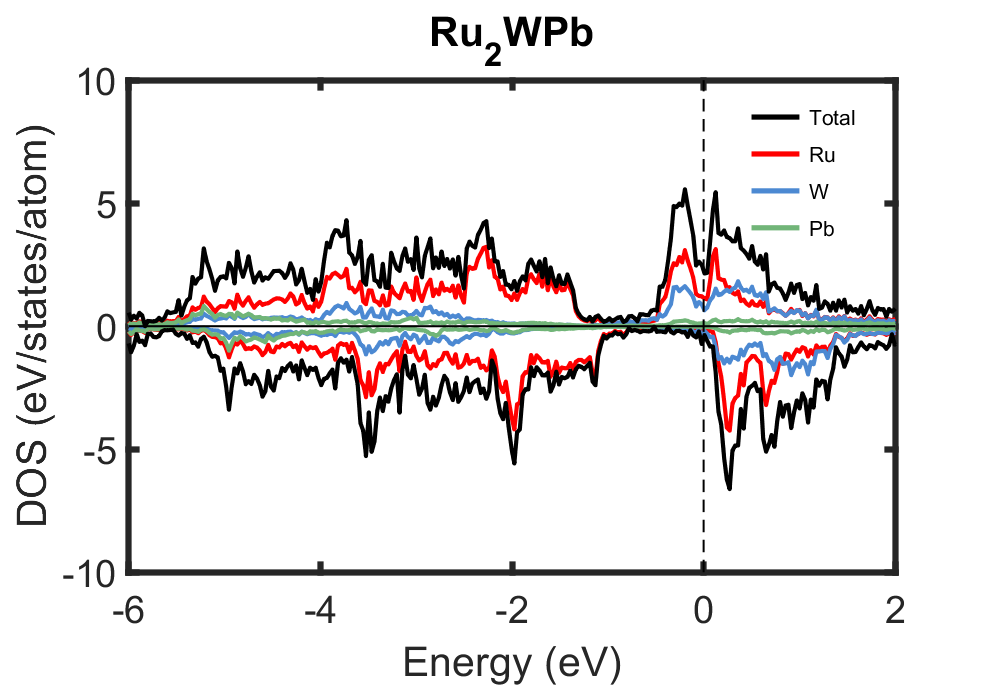 Ru2WPb
10
5
0
-5
-10
-6
-4
-2
0
2
DOS (eV/states/atom)
Energy (eV)
Total
Ru
W
Pb